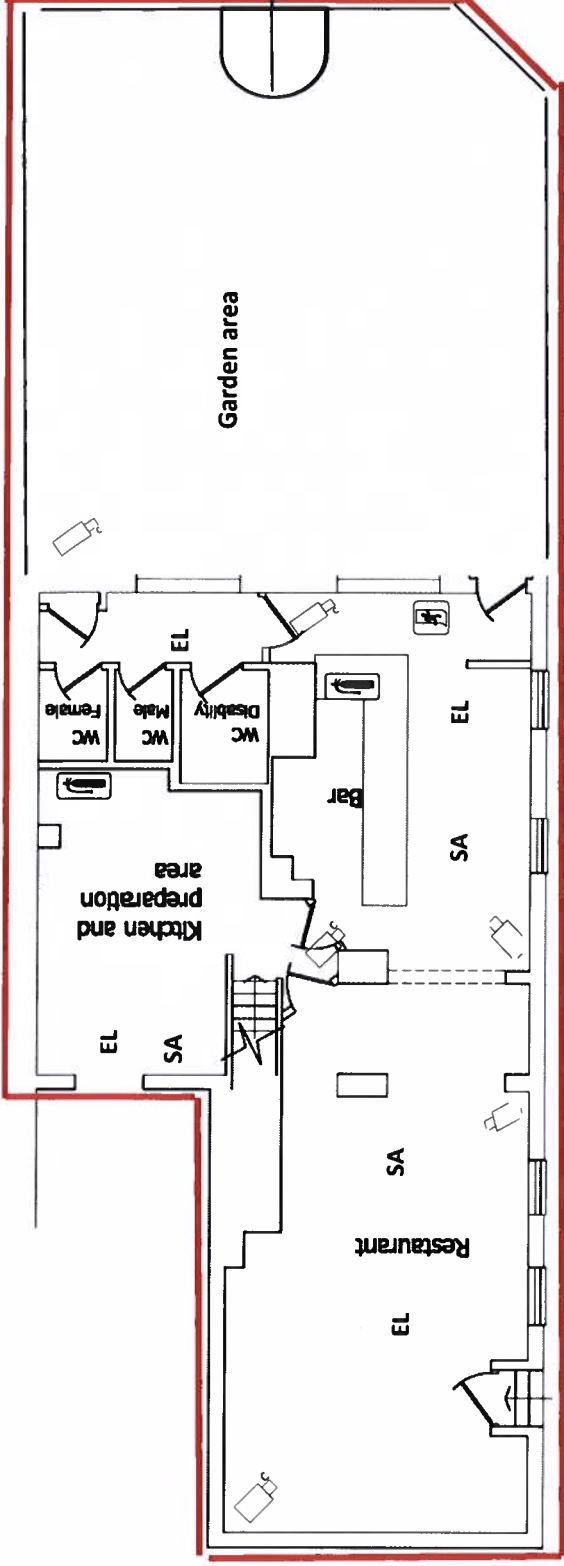 Garden area
EL
WC
Female
WC
Male
WC
Disability
Bar
EL
SA
Kitchen and
preparation
area
EL
SA
SA
Restaurant
EL